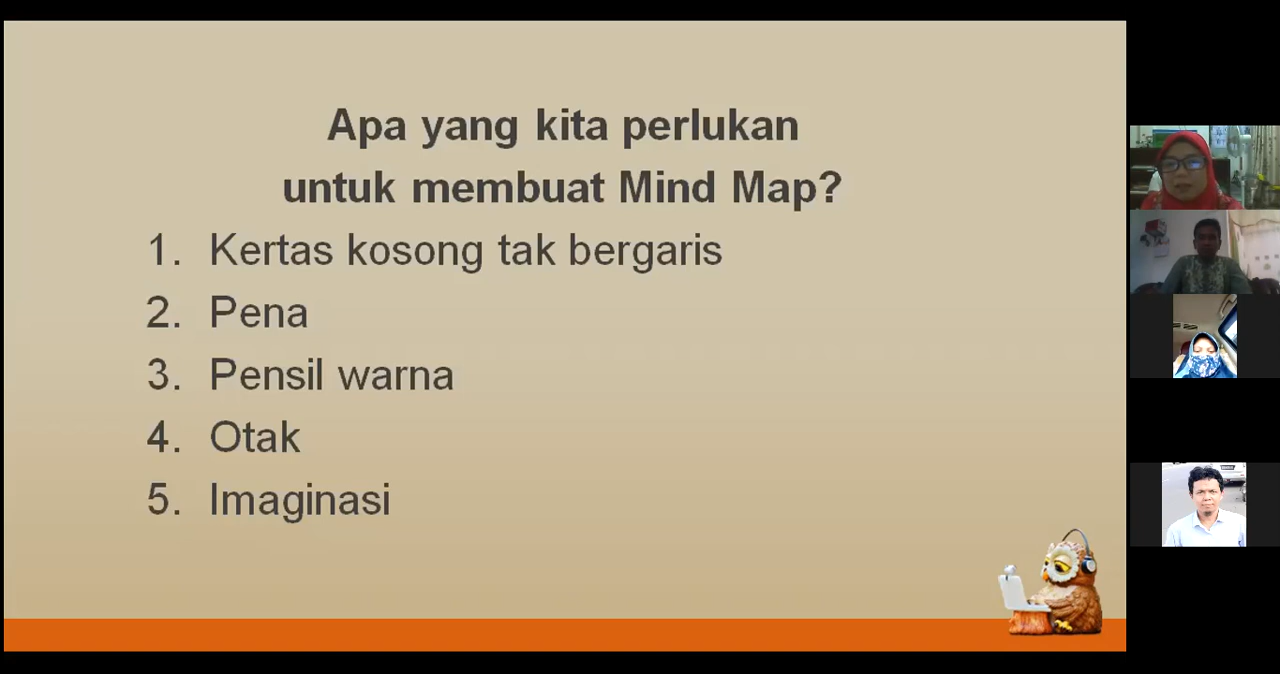 Apa yang kita perlukan
untuk membuat Mind Map?
1. Kertas kosong tak bergaris
2. Pena
3. Pensil warna
4. Otak
5. Imaginasi